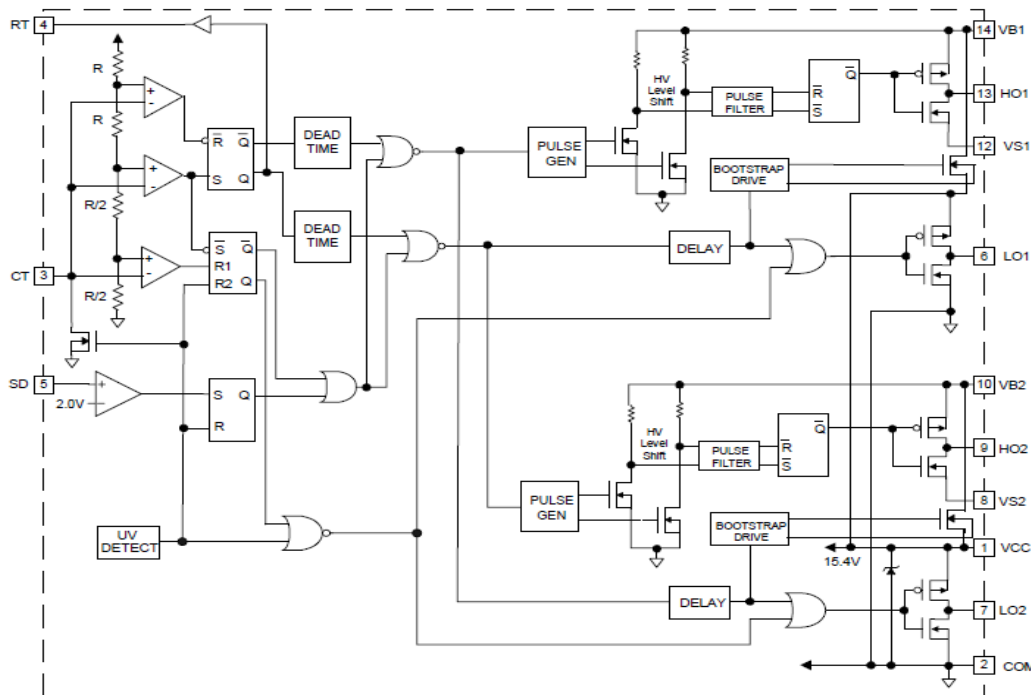 RT 4
14 VB1
R
HV
Level
Shift
PULSE
FILTER
R̅
S̅
Q̅
13 HO1
R
DEAD
TIME
R̅ Q̅
S Q
PULSE
GEN
12 VS1
BOOTSTRAP
DRIVE
R/2
DEAD
TIME
S̅ Q̅
R1
R2 Q
DELAY
6 LO1
CT 3
R/2
+
-
+
-
+
-
SD 5
+
2.0V
S Q
R
10 VB2
HV
Level
Shift
PULSE
FILTER
R̅
S̅
Q̅
9 HO2
PULSE
GEN
8 VS2
UV
DETECT
BOOTSTRAP
DRIVE
15.4V
1 VCC
DELAY
7 LO2
2 COM